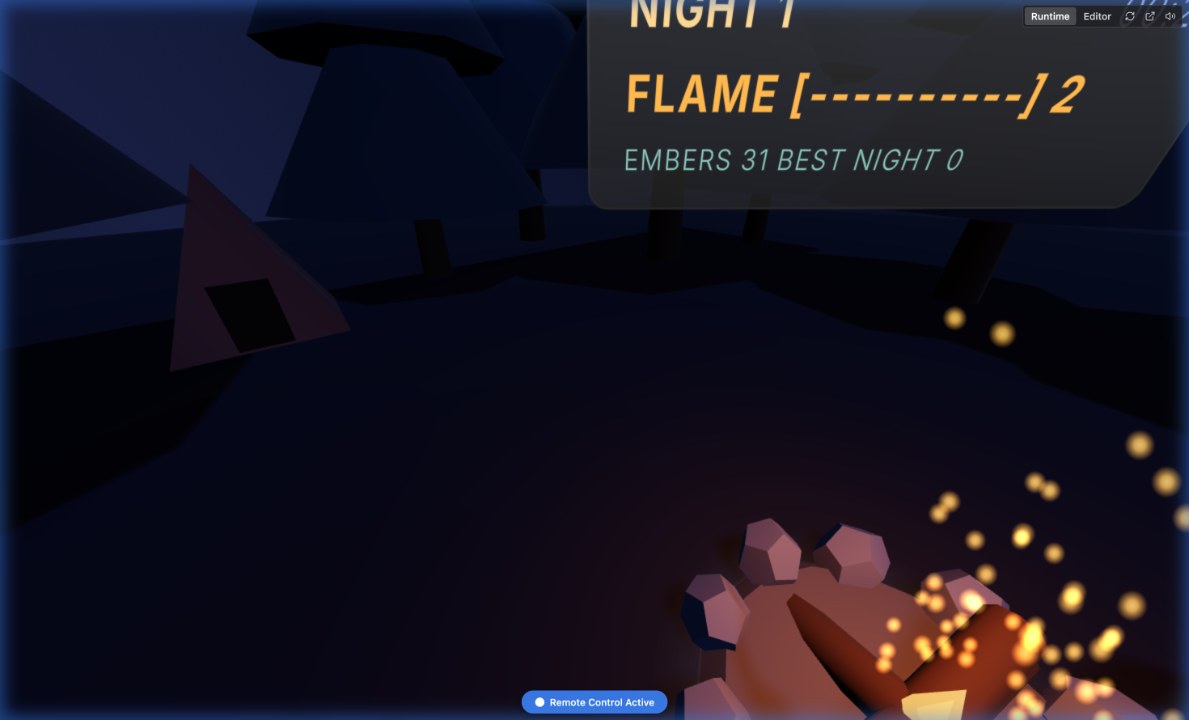 NIGHT 1
Runtime Editor
FLAME [----------] 2
EMBERS 31 BEST NIGHT 0
Remote Control Active